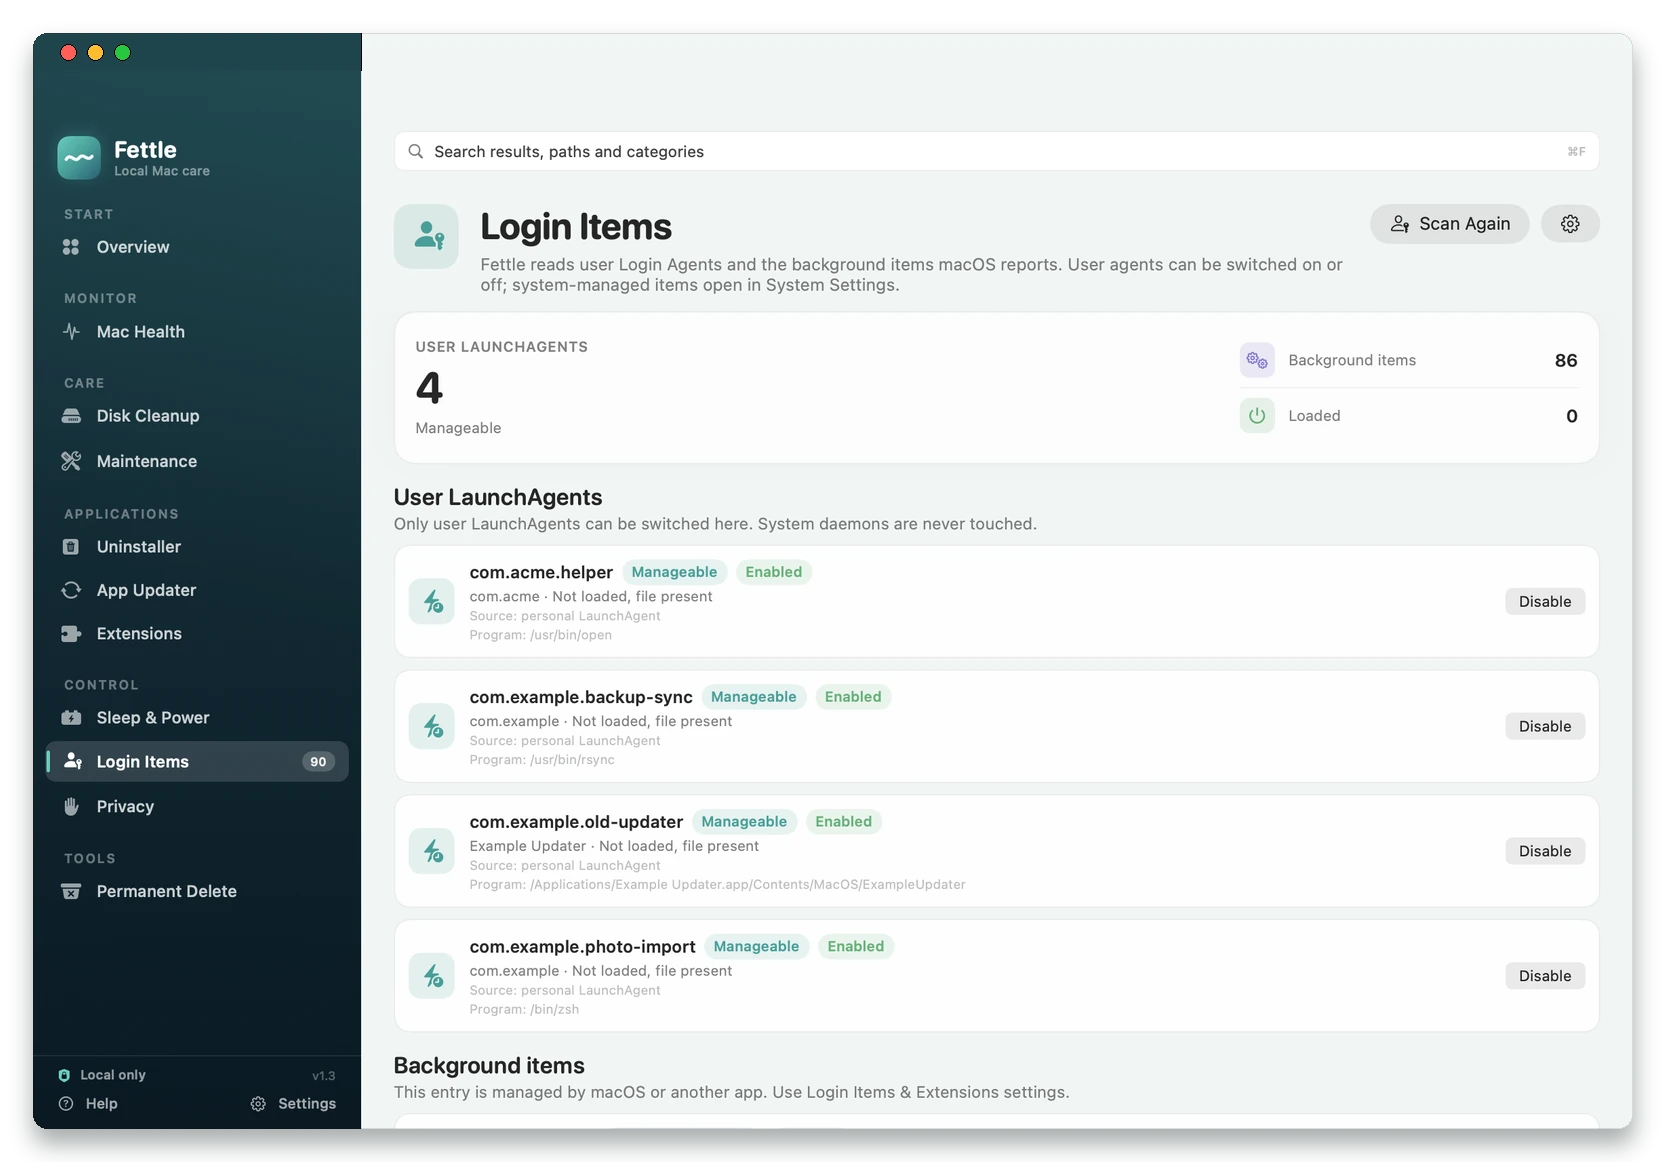 Fettle
Local Mac care
START
Overview
MONITOR
Mac Health
CARE
Disk Cleanup
Maintenance
APPLICATIONS
Uninstaller
App Updater
Extensions
CONTROL
Sleep & Power
Login Items 90
Privacy
TOOLS
Permanent Delete
Local only v1.3
Help Settings
Search results, paths and categories ⌘F
Login Items
Scan Again
Fettle reads user Login Agents and the background items macOS reports. User agents can be switched on or
off; system-managed items open in System Settings.
USER LAUNCHAGENTS
4
Manageable
Background items 86
Loaded 0
User LaunchAgents
Only user LaunchAgents can be switched here. System daemons are never touched.
com.acme.helper Manageable Enabled
com.acme · Not loaded, file present
Source: personal LaunchAgent
Program: /usr/bin/open
Disable
com.example.backup-sync Manageable Enabled
com.example · Not loaded, file present
Source: personal LaunchAgent
Program: /usr/bin/rsync
Disable
com.example.old-updater Manageable Enabled
Example Updater · Not loaded, file present
Source: personal LaunchAgent
Program: /Applications/Example Updater.app/Contents/MacOS/ExampleUpdater
Disable
com.example.photo-import Manageable Enabled
com.example · Not loaded, file present
Source: personal LaunchAgent
Program: /bin/zsh
Disable
Background items
This entry is managed by macOS or another app. Use Login Items & Extensions settings.